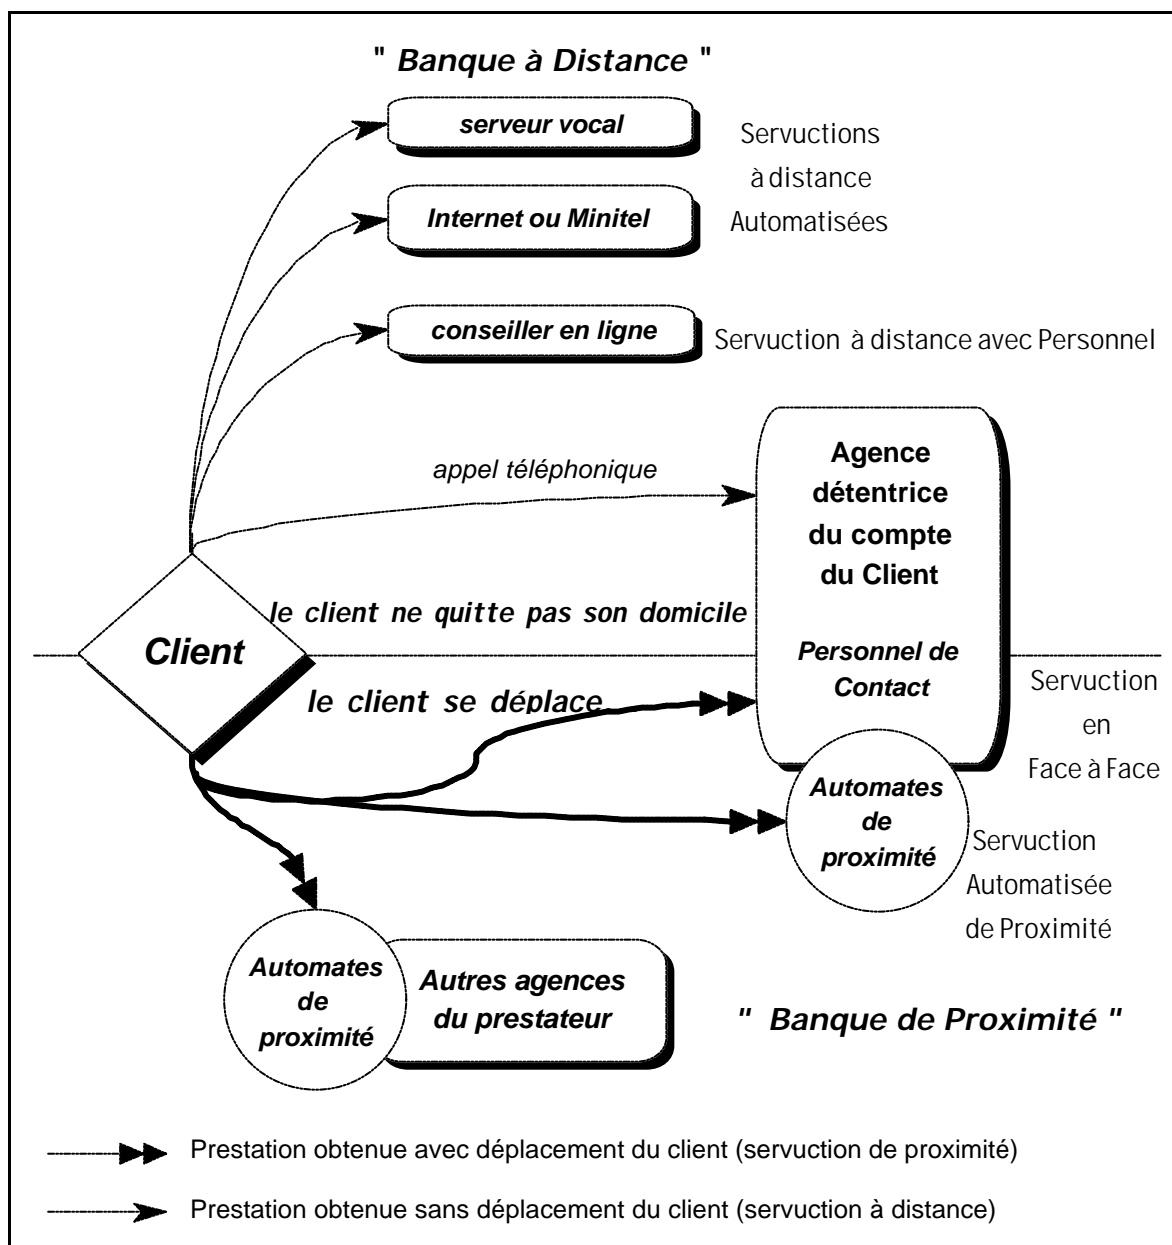 " Banque à Distance "
serveur vocal
Servuctions
à distance
Automatisées
Internet ou Minitel
conseiller en ligne
Servuction à distance avec Personnel
appel téléphonique
Agence
détentrice
du compte
du Client
le client ne quitte pas son domicile
Client
Personnel de
Contact
le client se déplace
Servuction
en
Face à Face
Automates
de
proximité
Servuction
Automatisée
de Proximité
Automates
de
proximité
Autres agences
du prestateur
" Banque de Proximité "
Prestation obtenue avec déplacement du client (servuction de proximité)
Prestation obtenue sans déplacement du client (servuction à distance)